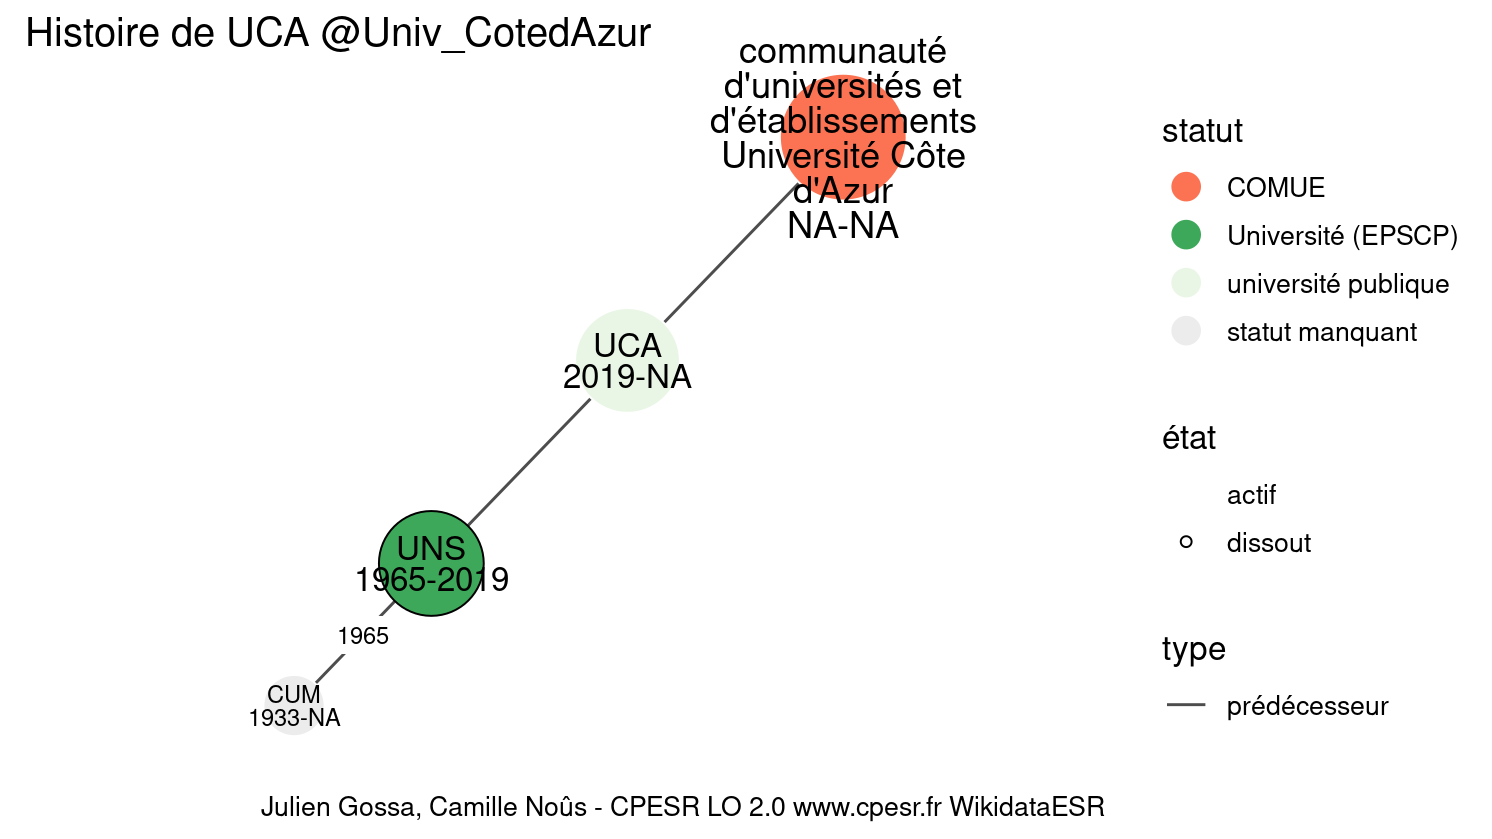 Histoire de UCA @Univ_CotedAzur
communauté
d'universités et
d'établissements
Université Côte
d'Azur
NA-NA
UCA
2019-NA
UNS
1965-2019
1965
CUM
1933-NA
statut
COMUE
Université (EPSCP)
université publique
statut manquant
état
actif
dissout
type
prédécesseur
Julien Gossa, Camille Noûs - CPESR LO 2.0 www.cpesr.fr WikidataESR